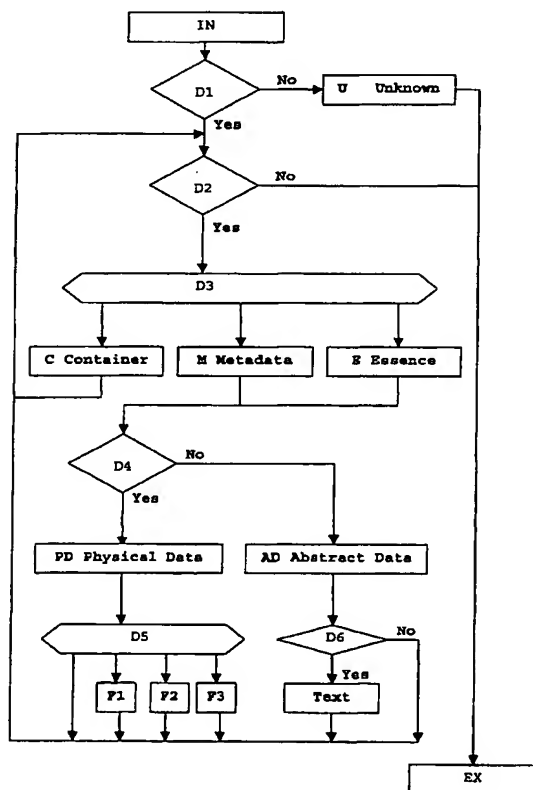 IN
D1
No
U Unknown
Yes
D2
No
Yes
D3
C Container
M Metadata
E Essence
D4
No
Yes
PD Physical Data
AD Abstract Data
D5
D6
No
Yes
F1
F2
F3
Text
EX